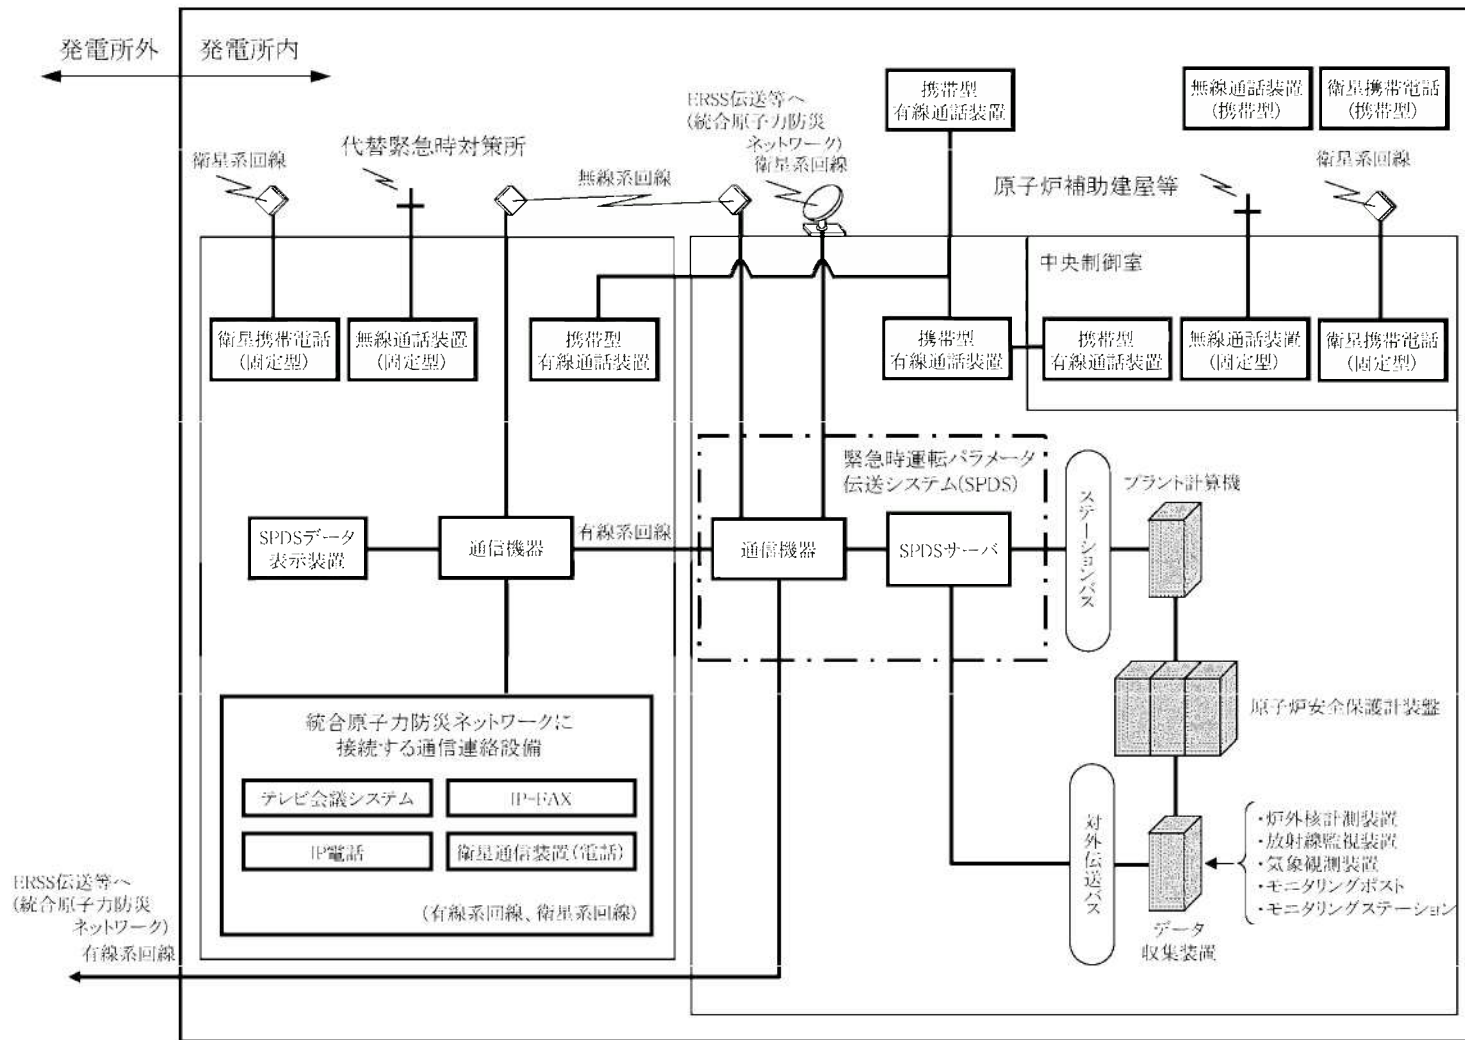 発電所外
発電所内
代替緊急時対策所
衛星系回線
無線系回線
ERSS伝送等へ
(統合原子力防災
ネットワーク)
衛星系回線
携帯型
有線通話装置
無線通話装置
(携帯型)
衛星携帯電話
(携帯型)
原子炉補助建屋等
衛星系回線
中央制御室
衛星携帯電話
(固定型)
無線通話装置
(固定型)
携帯型
有線通話装置
携帯型
有線通話装置
携帯型
有線通話装置
無線通話装置
(固定型)
衛星携帯電話
(固定型)
緊急時運転パラメータ
伝送システム(SPDS)
SPDSデータ
表示装置
通信機器
有線系回線
通信機器
SPDSサーバ
ステーションバス
プラント計算機
原子炉安全保護計装盤
統合原子力防災ネットワークに
接続する通信連絡設備
テレビ会議システム
IP-FAX
IP電話
衛星通信装置(電話)
(有線系回線、衛星系回線)
対外伝送バス
データ
収集装置
・炉外核計測装置
・放射線監視装置
・気象観測装置
・モニタリングポスト
・モニタリングステーション
ERSS伝送等へ
(統合原子力防災
ネットワーク)
有線系回線